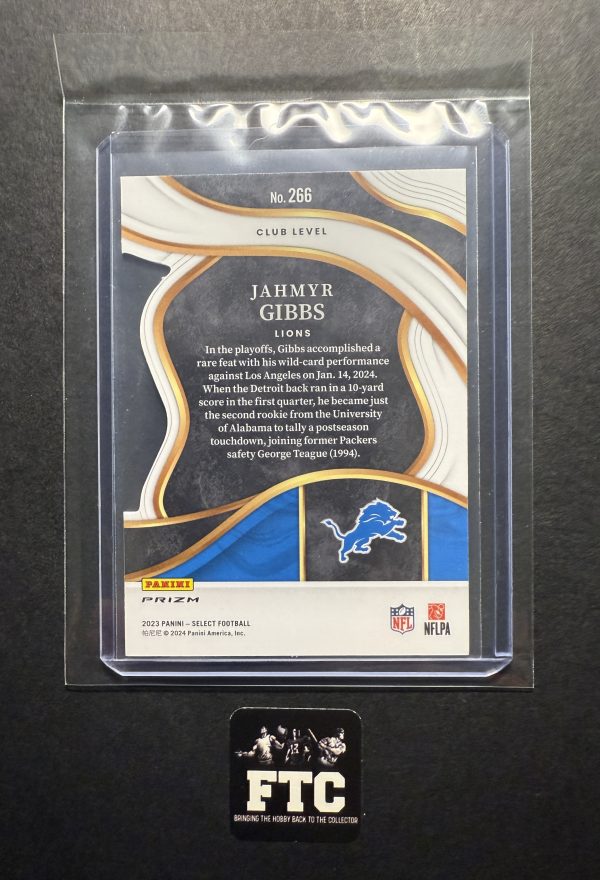 No. 266
CLUB LEVEL
JAHMYR
GIBBS
LIONS
In the playoffs, Gibbs accomplished a
rare feat with his wild-card performance
against Los Angeles on Jan. 14, 2024.
When the Detroit back ran in a 10-yard
score in the first quarter, he became just
the second rookie from the University
of Alabama to tally a postseason
touchdown, joining former Packers
safety George Teague (1994).
PANINI
PRIZM
2023 PANINI – SELECT FOOTBALL
帕尼尼 © 2024 Panini America, Inc.
NFL
NFLPA
FTC
BRINGING THE HOBBY BACK TO THE COLLECTOR